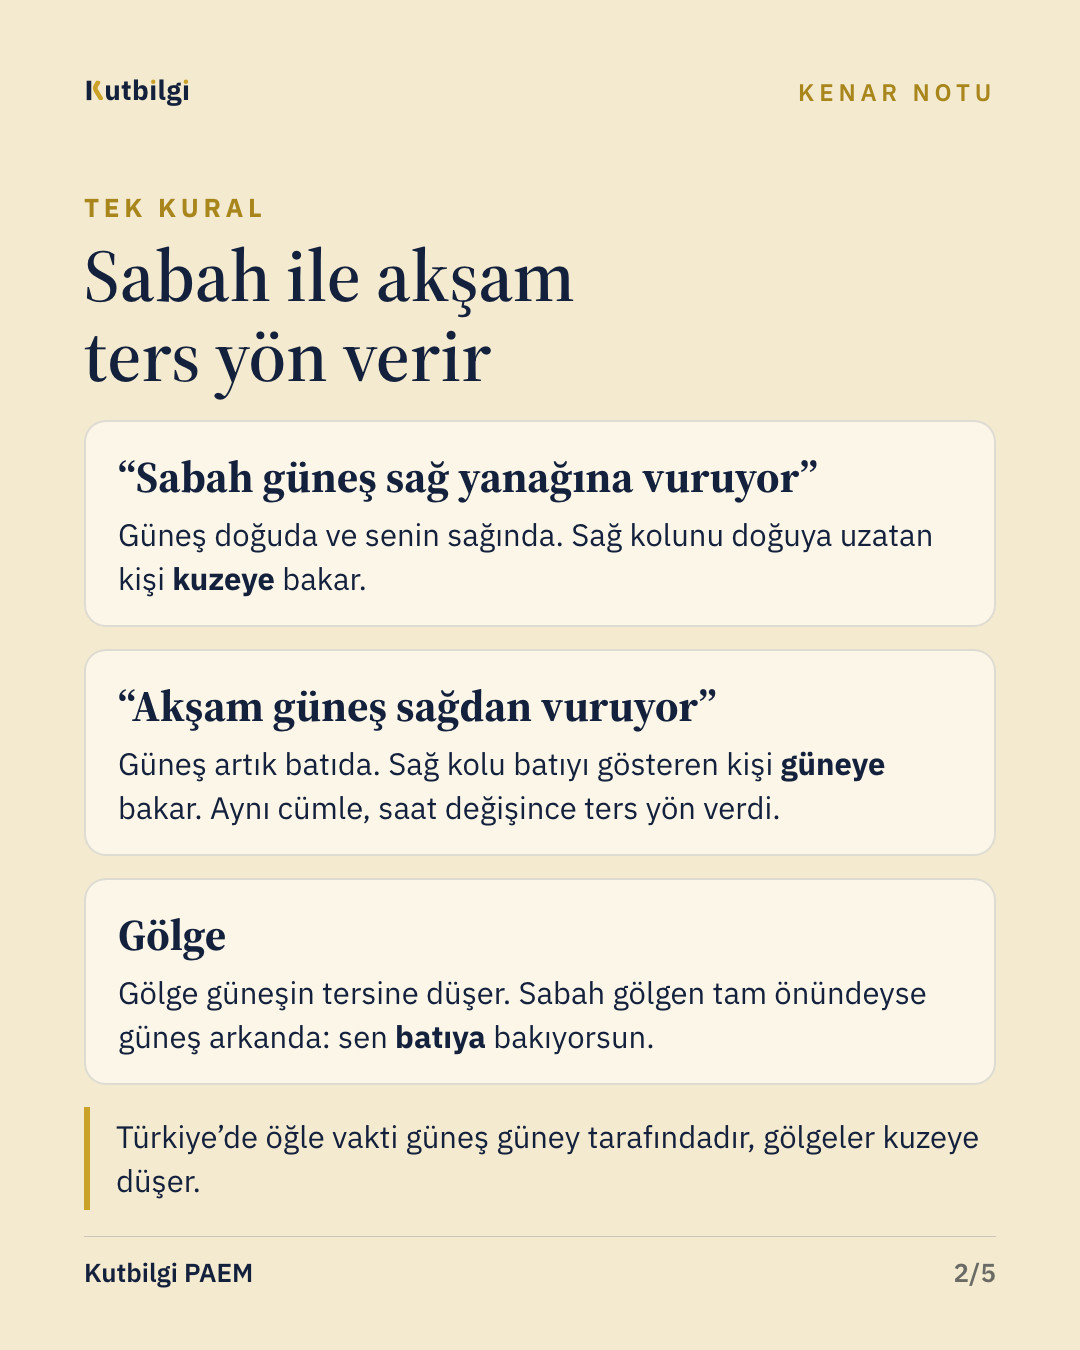 Kutbilgi
KENAR NOTU
TEK KURAL
Sabah ile akşam
ters yön verir
“Sabah güneş sağ yanağına vuruyor”
Güneş doğuda ve senin sağında. Sağ kolunu doğuya uzatan
kişi kuzeye bakar.
“Akşam güneş sağdan vuruyor”
Güneş artık batıda. Sağ kolu batıyı gösteren kişi güneye
bakar. Aynı cümle, saat değişince ters yön verdi.
Gölge
Gölge güneşin tersine düşer. Sabah gölgen tam önündeyse
güneş arkanda: sen batıya bakıyorsun.
Türkiye’de öğle vakti güneş güney tarafındadır, gölgeler kuzeye
düşer.
Kutbilgi PAEM
2/5